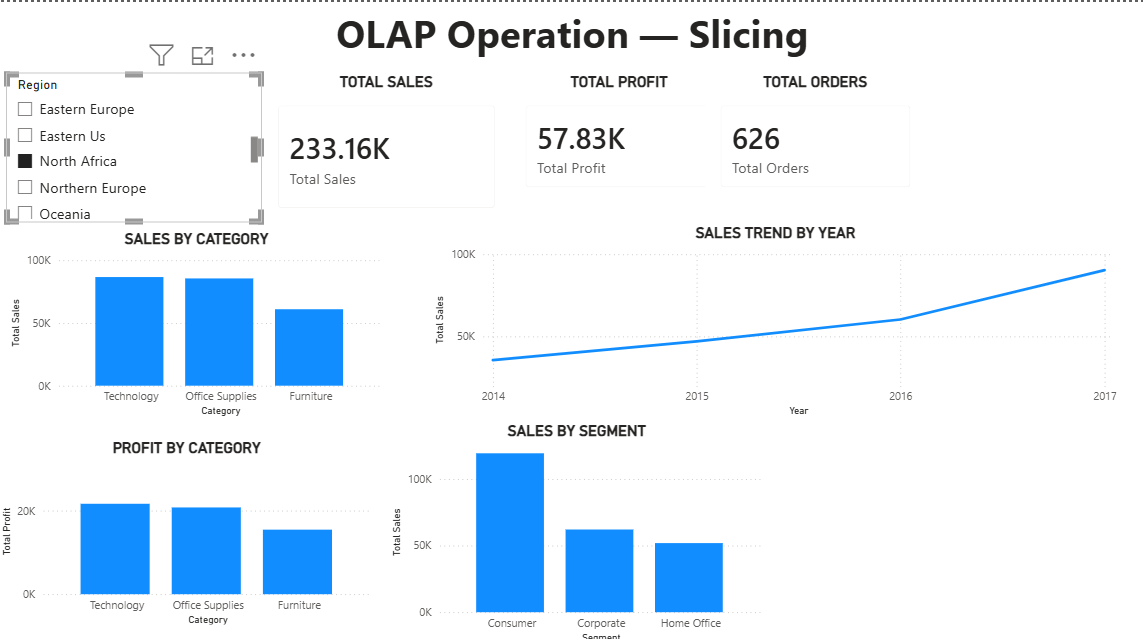 OLAP Operation — Slicing
Region
Eastern Europe
Eastern Us
North Africa
Northern Europe
Oceania
TOTAL SALES
233.16K
Total Sales
TOTAL PROFIT
57.83K
Total Profit
TOTAL ORDERS
626
Total Orders
SALES BY CATEGORY
Total Sales
100K
50K
0K
Technology Office Supplies Furniture
Category
SALES TREND BY YEAR
Total Sales
100K
50K
2014 2015 2016 2017
Year
PROFIT BY CATEGORY
Total Profit
20K
0K
Technology Office Supplies Furniture
Category
SALES BY SEGMENT
Total Sales
100K
50K
0K
Consumer Corporate Home Office
Segment